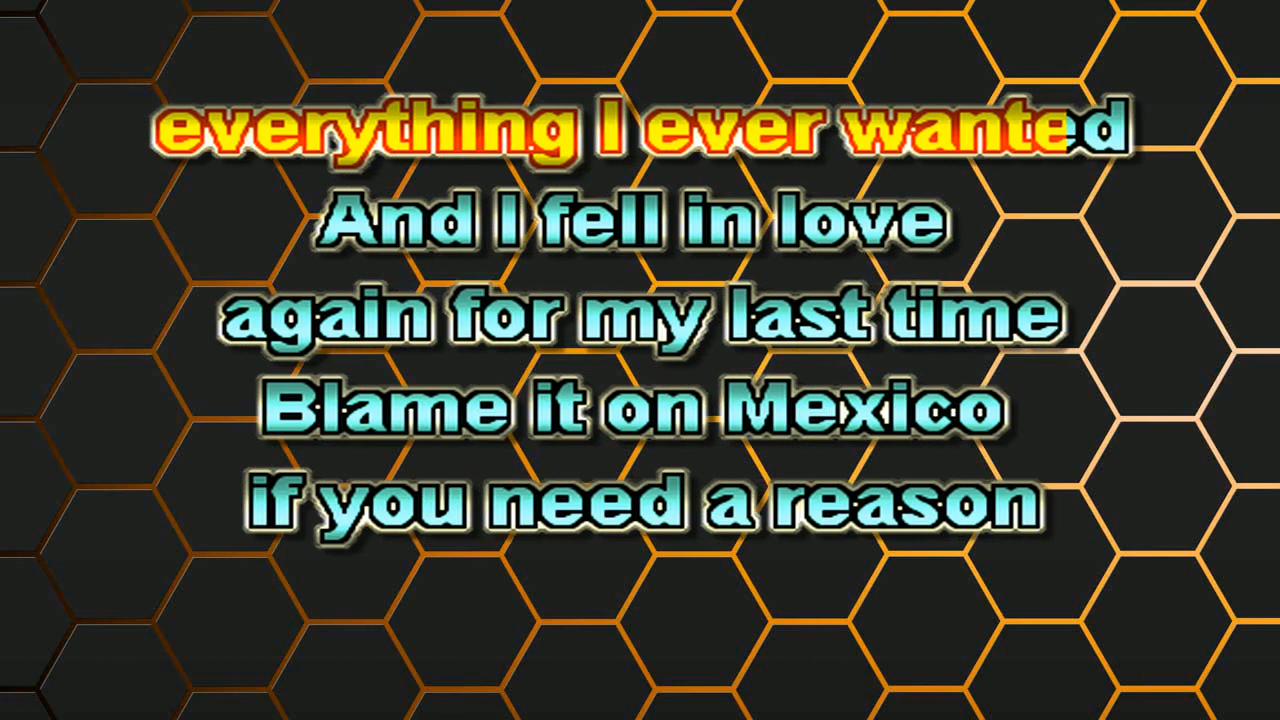 everything I ever wanted
And I fell in love
again for my last time
Blame it on Mexico
if you need a reason